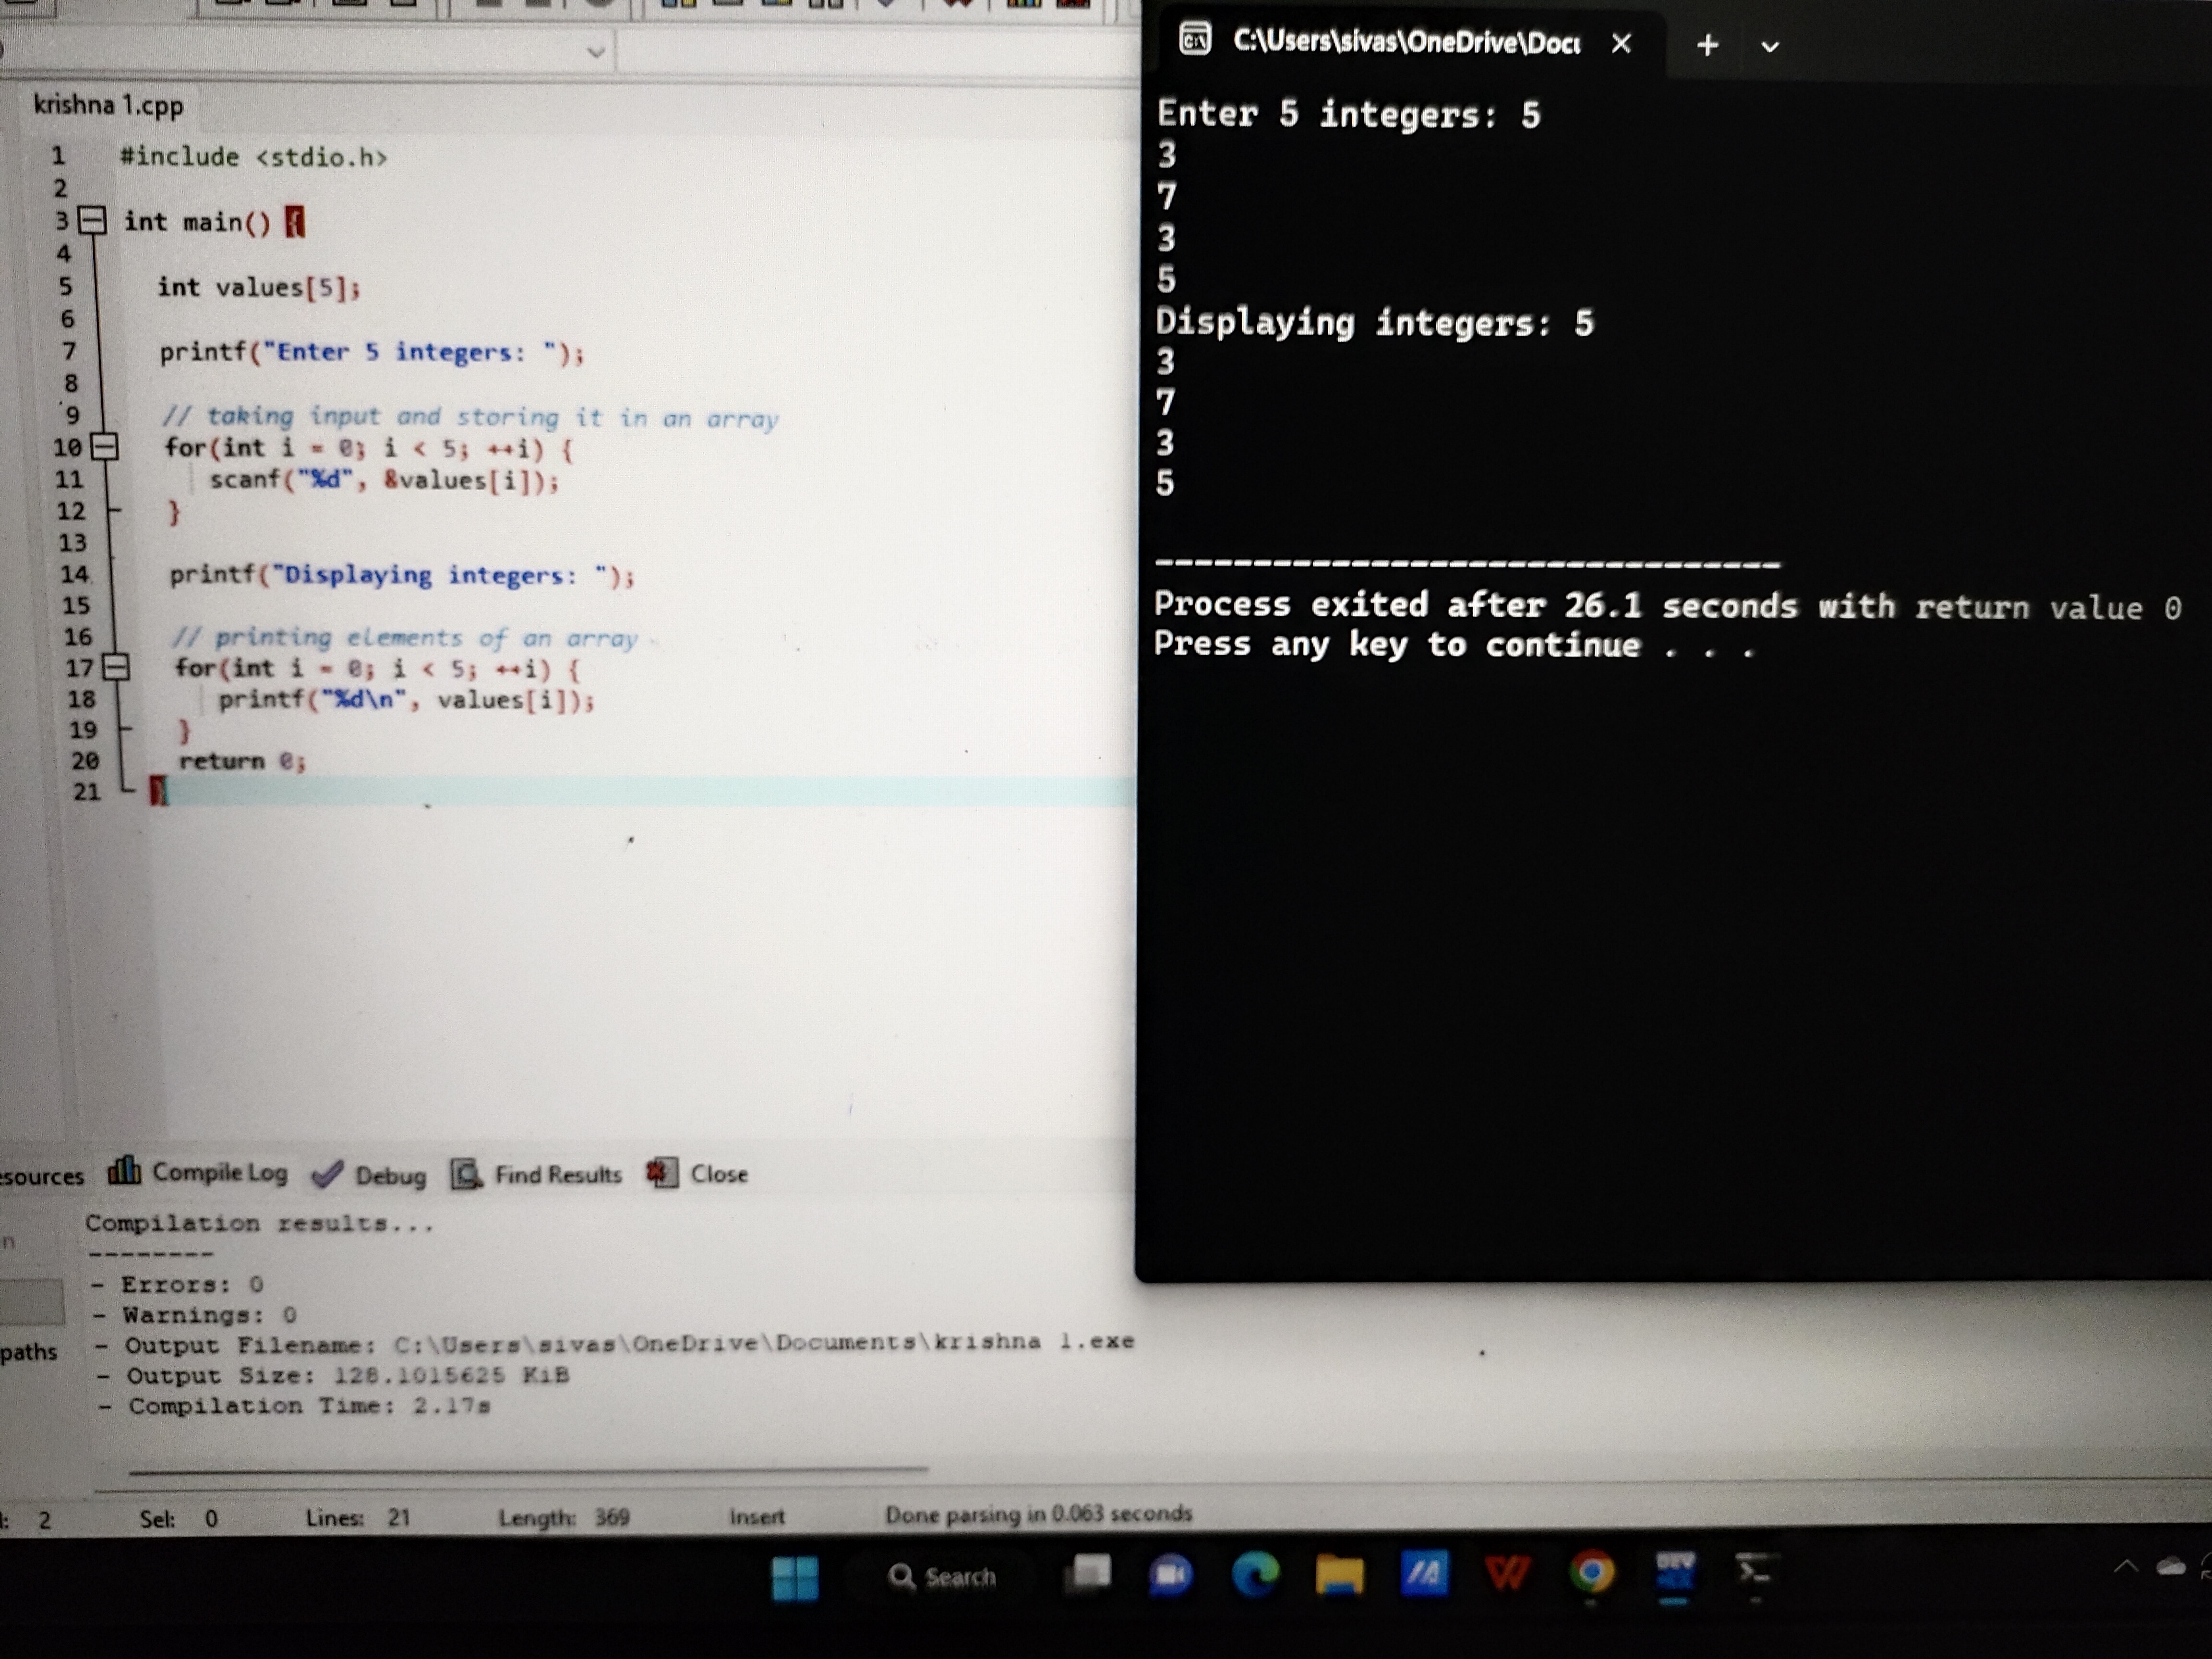 krishna 1.cpp
1 #include <stdio.h>
2
3 int main() {
4
5 int values[5];
6
7 printf("Enter 5 integers: ");
8
9 // taking input and storing it in an array
10 for(int i = 0; i < 5; ++i) {
11 scanf("%d", &values[i]);
12 }
13
14 printf("Displaying integers: ");
15
16 // printing elements of an array
17 for(int i = 0; i < 5; ++i) {
18 printf("%d\n", values[i]);
19 }
20 return 0;
21 }
esources Compile Log Debug Find Results Close
Compilation results...
--------
- Errors: 0
- Warnings: 0
paths
- Output Filename: C:\Users\sivas\OneDrive\Documents\krishna 1.exe
- Output Size: 128.1015625 KiB
- Compilation Time: 2.17s
2 Sel: 0 Lines: 21 Length: 369 Insert Done parsing in 0.063 seconds
C:\Users\sivas\OneDrive\Docu
Enter 5 integers: 5
3
7
3
5
Displaying integers: 5
3
7
3
5
--------------------------------
Process exited after 26.1 seconds with return value 0
Press any key to continue . . .
Search
DEV